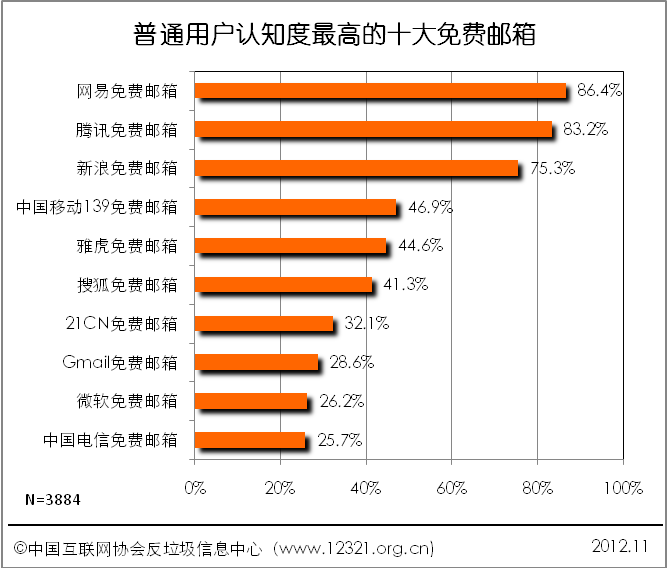 普通用户认知度最高的十大免费邮箱
网易免费邮箱 86.4%
腾讯免费邮箱 83.2%
新浪免费邮箱 75.3%
中国移动139免费邮箱 46.9%
雅虎免费邮箱 44.6%
搜狐免费邮箱 41.3%
21CN免费邮箱 32.1%
Gmail免费邮箱 28.6%
微软免费邮箱 26.2%
中国电信免费邮箱 25.7%
0% 20% 40% 60% 80% 100%
N=3884
©中国互联网协会反垃圾信息中心（www.12321.org.cn) 2012.11